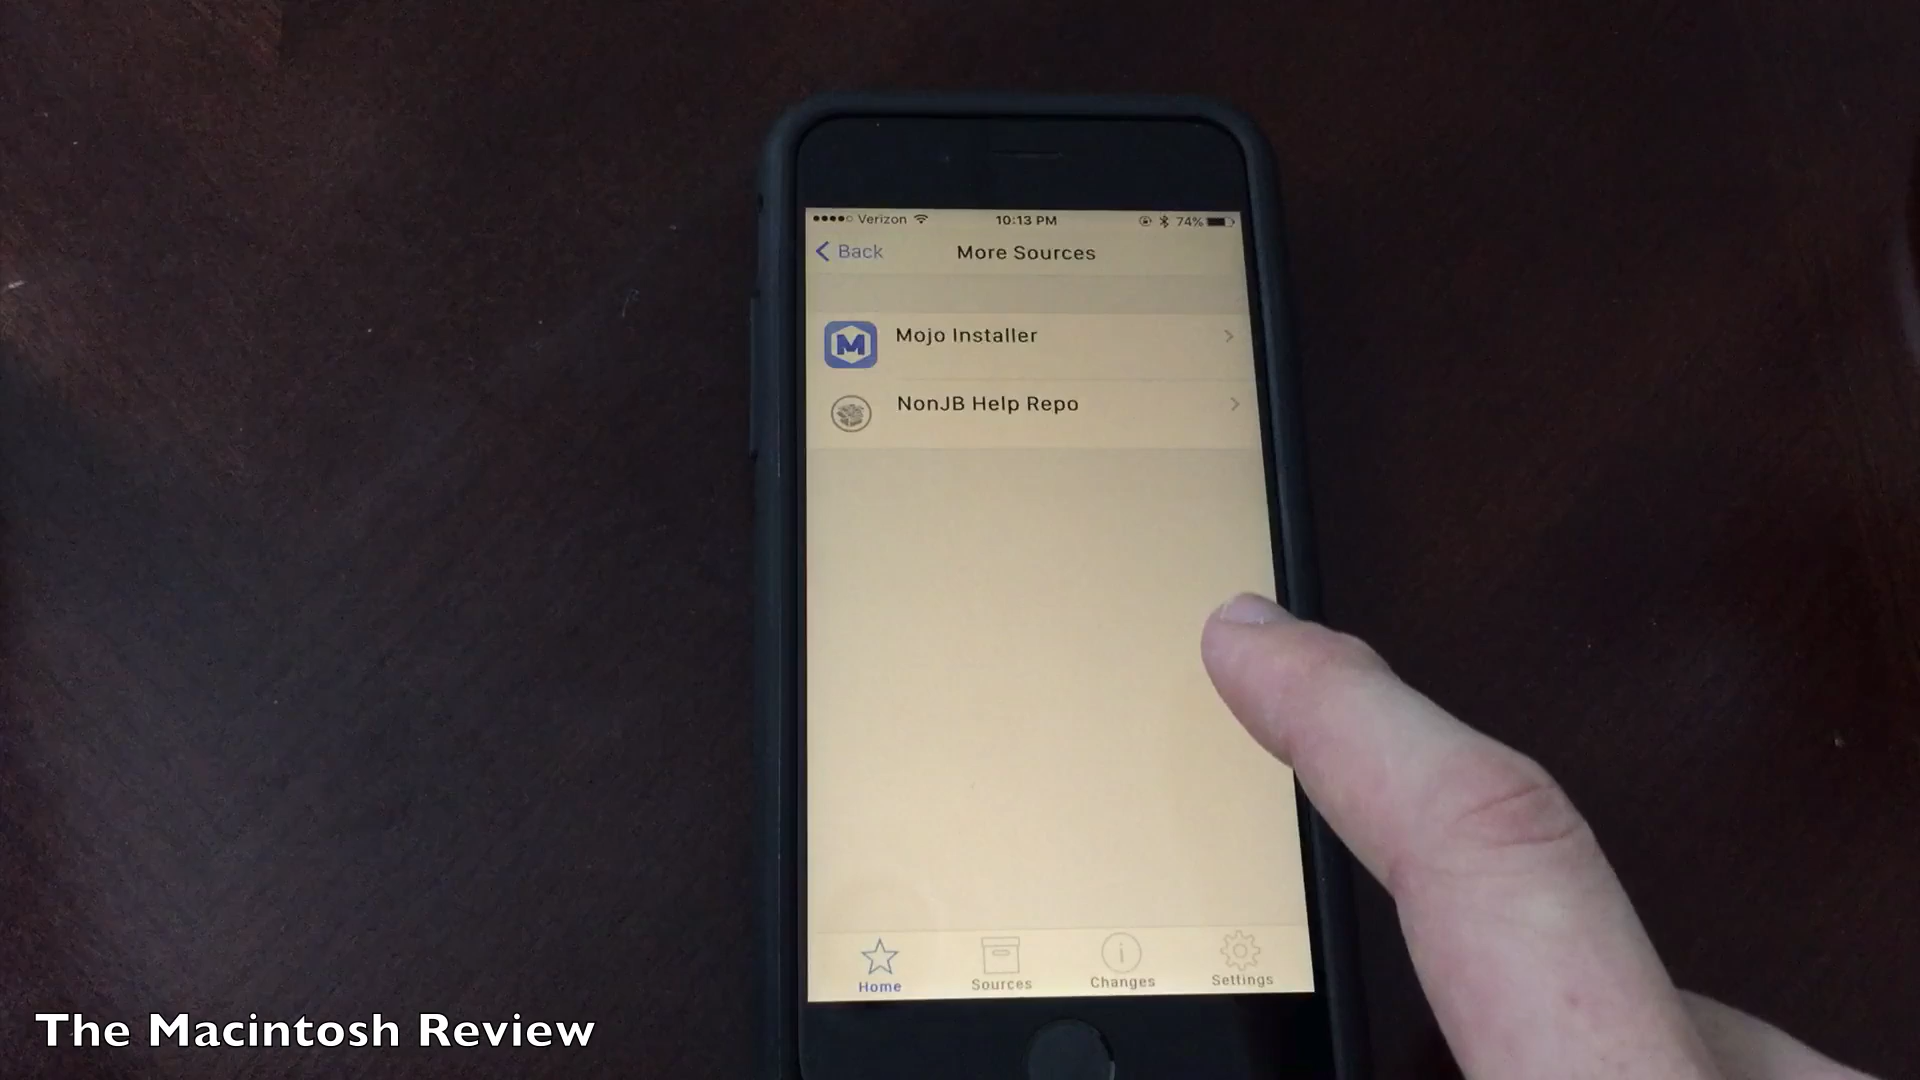 Verizon 10:13 PM 74%
Back More Sources
M Mojo Installer
NonJB Help Repo
Home Sources Changes Settings
The Macintosh Review